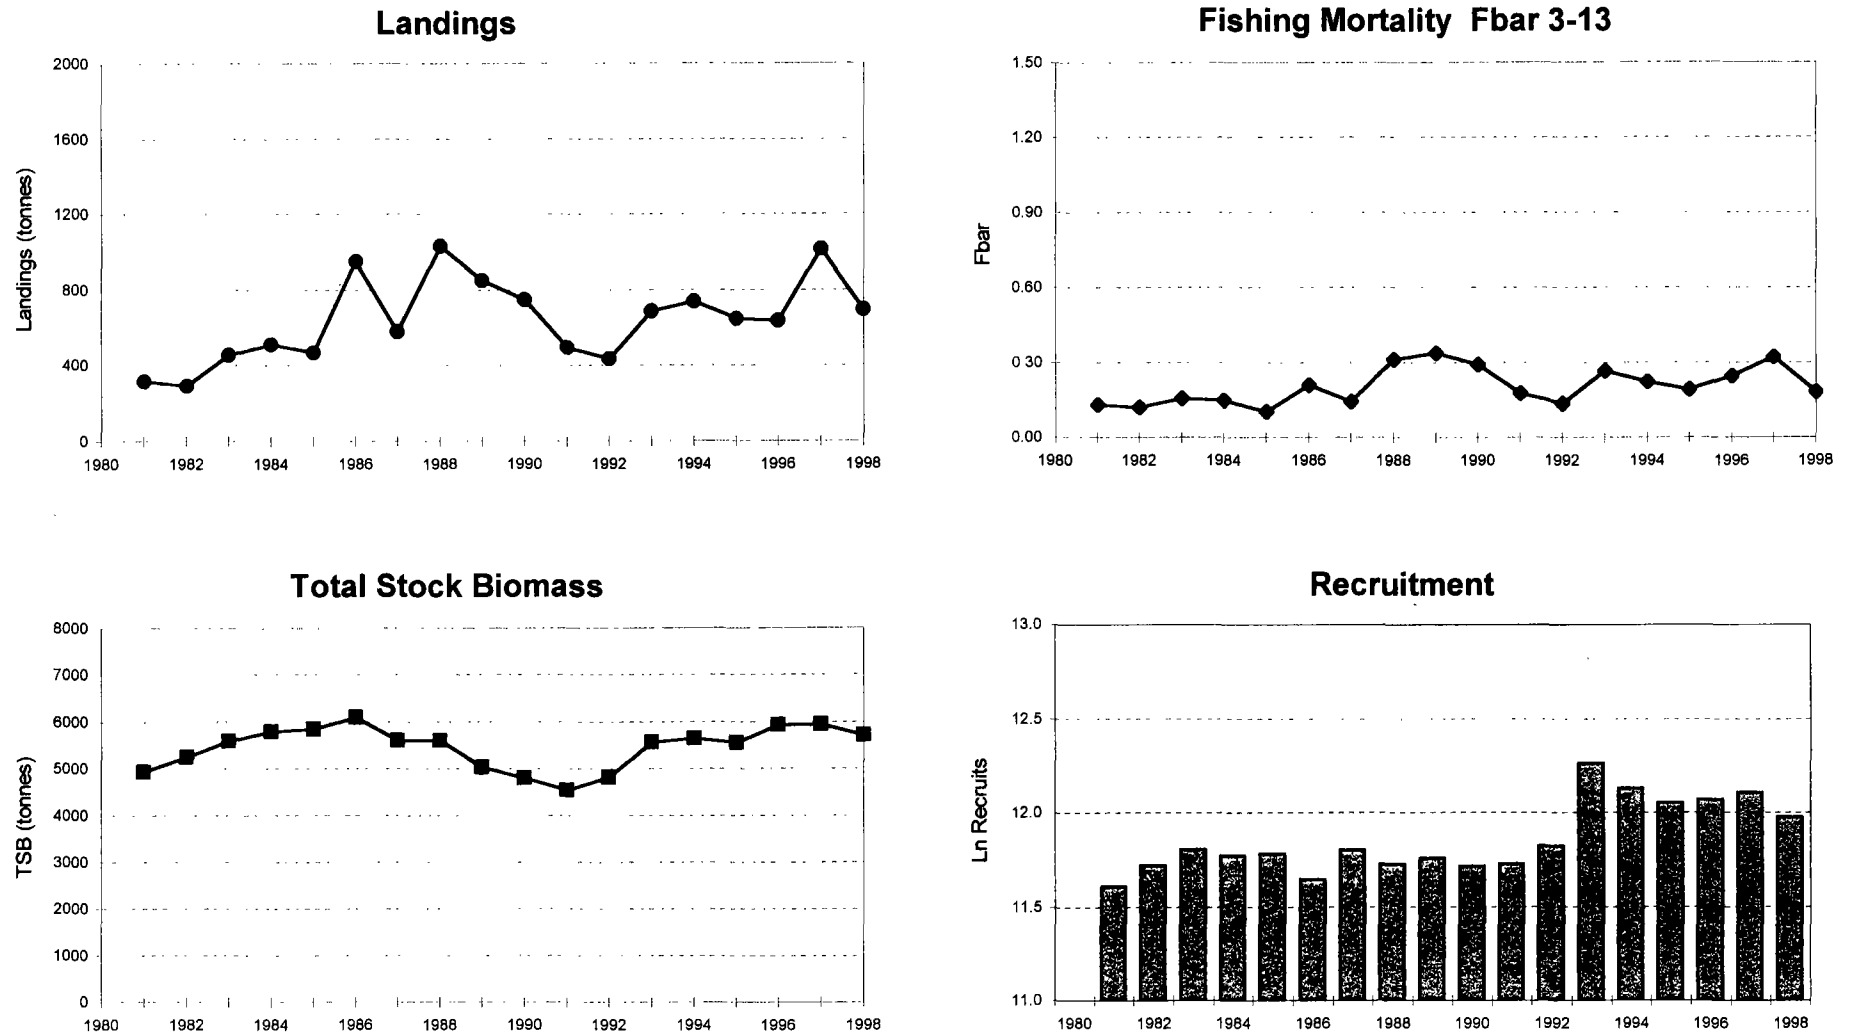 Landings
Landings (tonnes)
2000
1600
1200
800
400
0
1980 1982 1984 1986 1988 1990 1992 1994 1996 1998
Fishing Mortality Fbar 3-13
Fbar
1.50
1.20
0.90
0.60
0.30
0.00
1980 1982 1984 1986 1988 1990 1992 1994 1996 1998
Total Stock Biomass
TSB (tonnes)
8000
7000
6000
5000
4000
3000
2000
1000
0
1980 1982 1984 1986 1988 1990 1992 1994 1996 1998
Recruitment
Ln Recruits
13.0
12.5
12.0
11.5
11.0
1980 1982 1984 1986 1988 1990 1992 1994 1996 1998